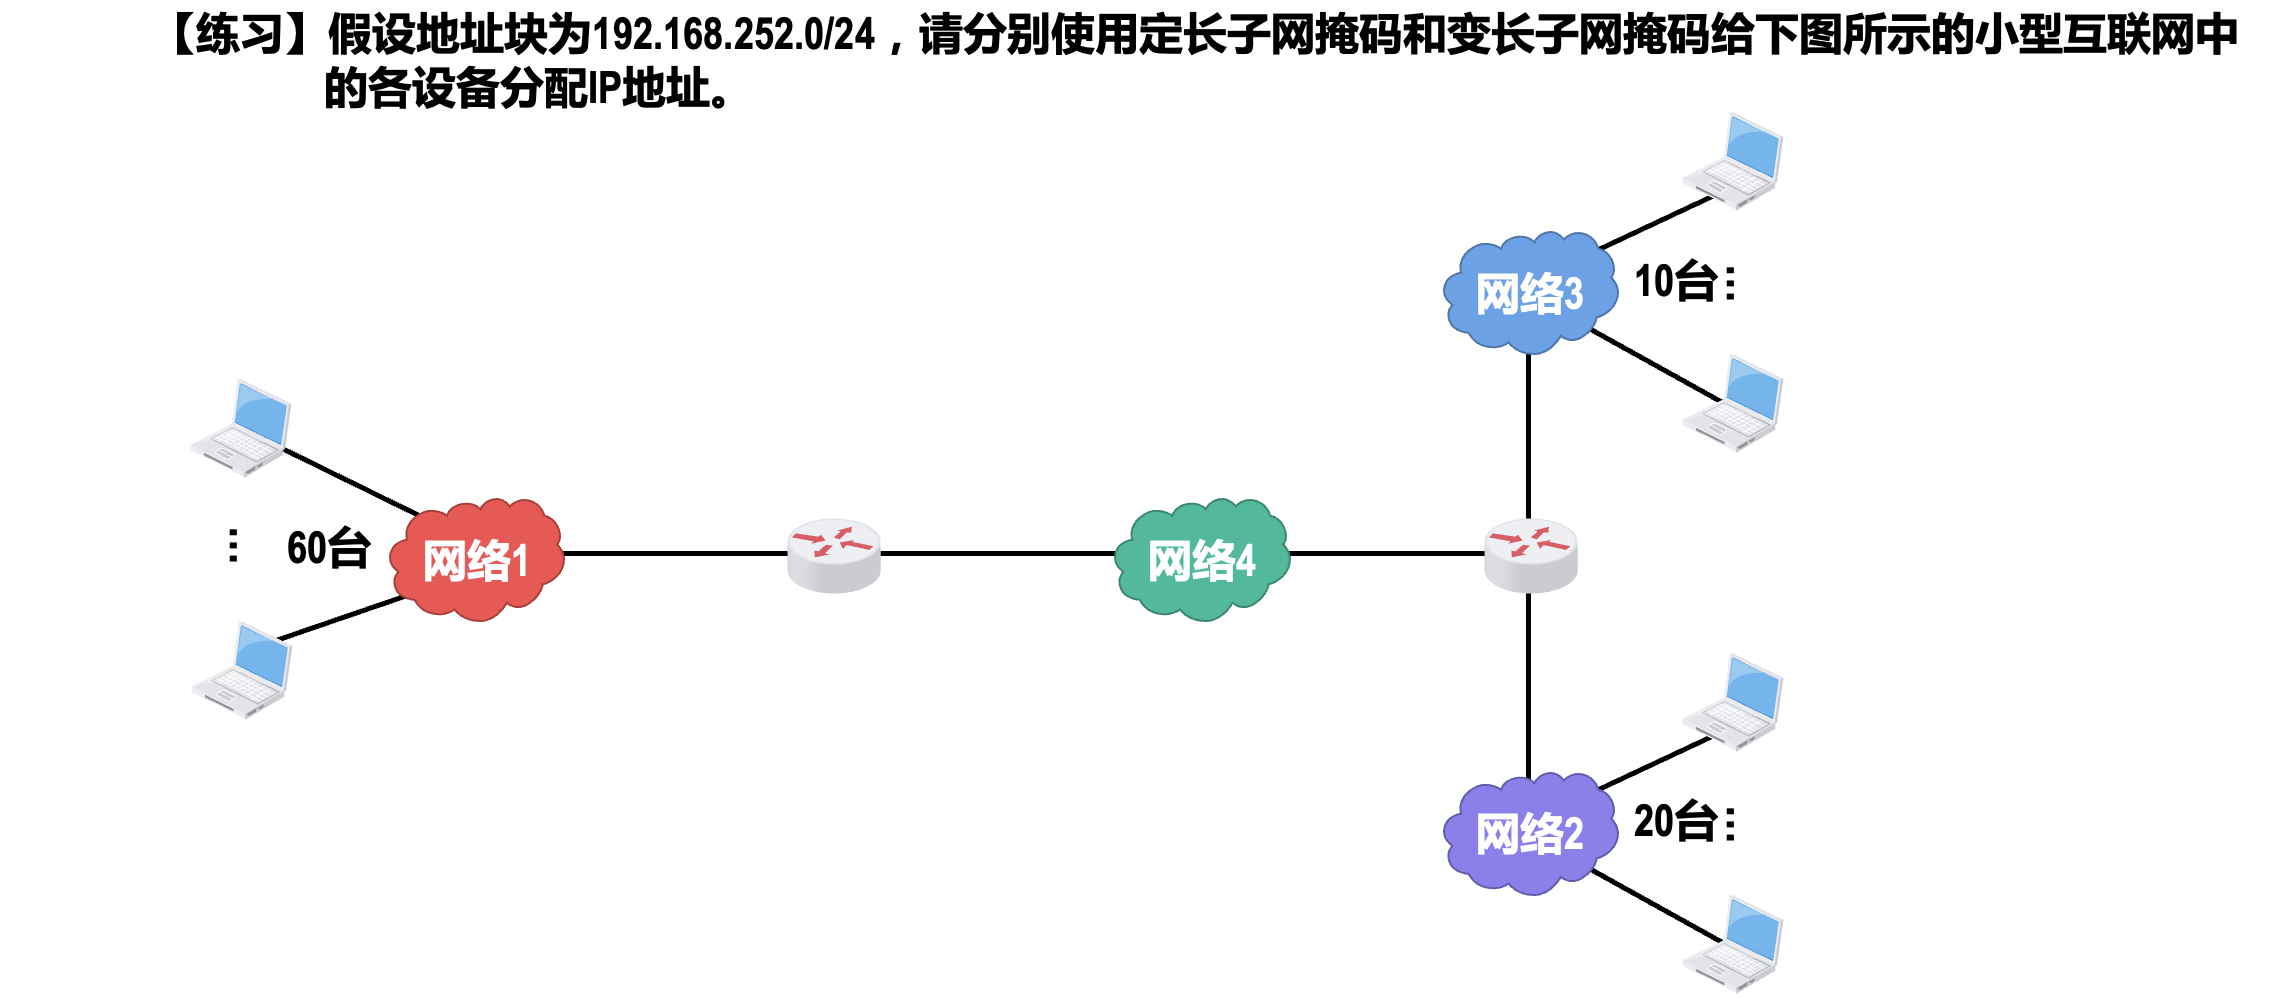 【练习】假设地址块为192.168.252.0/24，请分别使用定长子网掩码和变长子网掩码给下图所示的小型互联网中
的各设备分配IP地址。
网络3
10台
60台
网络1
网络4
网络2
20台